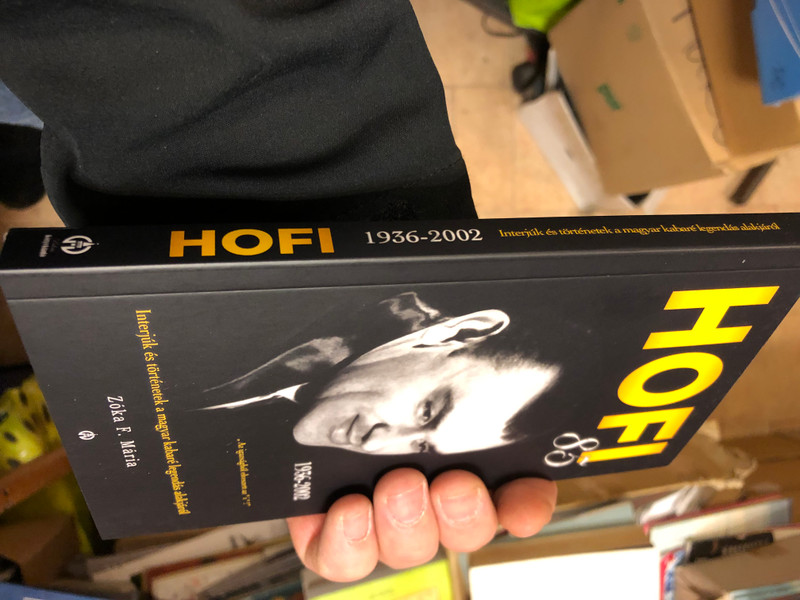 HOFI 1936-2002 Interjúk és történetek a magyar kabaré legendás alakjáról
HOFI
85
1936-2002
Interjúk és történetek a magyar kabaré legendás alakjáról
Zóka F. Mária